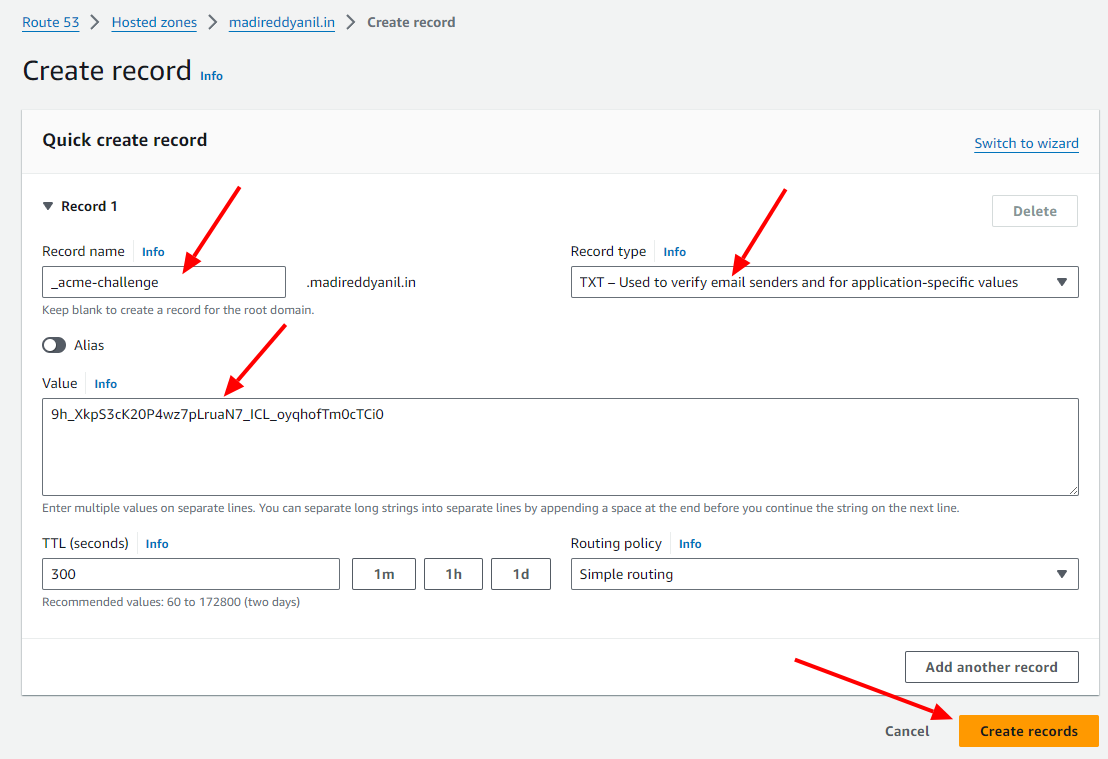 Route 53 > Hosted zones > madireddyanil.in > Create record
Create record Info
Quick create record
Switch to wizard
Record 1
Delete
Record name Info
Record type Info
_acme-challenge .madireddyanil.in
TXT – Used to verify email senders and for application-specific values
Keep blank to create a record for the root domain.
Alias
Value Info
9h_XkpS3cK20P4wz7pLruaN7_ICL_oyqhofTm0cTCi0
Enter multiple values on separate lines. You can separate long strings into separate lines by appending a space at the end before you continue the string on the next line.
TTL (seconds) Info
Routing policy Info
300 1m 1h 1d
Simple routing
Recommended values: 60 to 172800 (two days)
Add another record
Cancel Create records